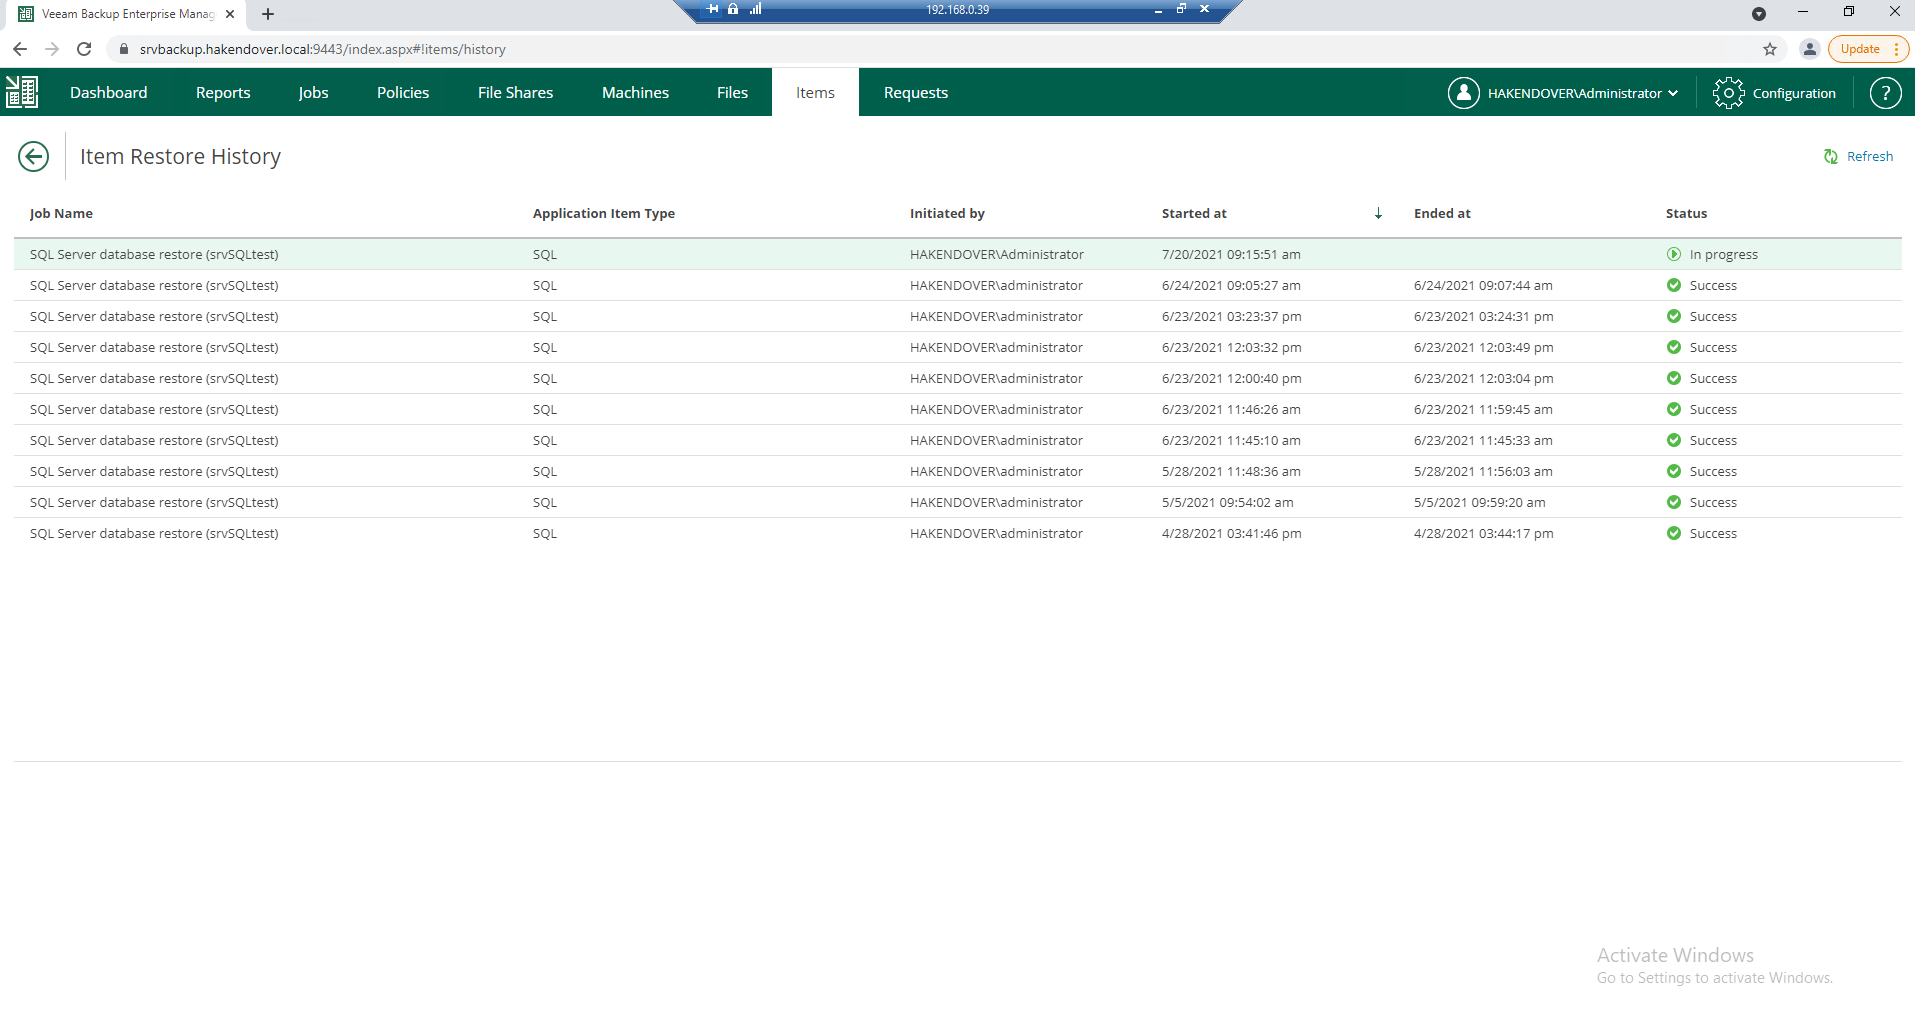 Veeam Backup Enterprise Manag
192.168.0.39
srvbackup.hakendover.local:9443/index.aspx#!items/history
Update
Dashboard Reports Jobs Policies File Shares Machines Files Items Requests HAKENDOVER\Administrator Configuration ?
Item Restore History Refresh
Job Name Application Item Type Initiated by Started at Ended at Status
SQL Server database restore (srvSQLtest) SQL HAKENDOVER\Administrator 7/20/2021 09:15:51 am In progress
SQL Server database restore (srvSQLtest) SQL HAKENDOVER\administrator 6/24/2021 09:05:27 am 6/24/2021 09:07:44 am Success
SQL Server database restore (srvSQLtest) SQL HAKENDOVER\administrator 6/23/2021 03:23:37 pm 6/23/2021 03:24:31 pm Success
SQL Server database restore (srvSQLtest) SQL HAKENDOVER\administrator 6/23/2021 12:03:32 pm 6/23/2021 12:03:49 pm Success
SQL Server database restore (srvSQLtest) SQL HAKENDOVER\administrator 6/23/2021 12:00:40 pm 6/23/2021 12:03:04 pm Success
SQL Server database restore (srvSQLtest) SQL HAKENDOVER\administrator 6/23/2021 11:46:26 am 6/23/2021 11:59:45 am Success
SQL Server database restore (srvSQLtest) SQL HAKENDOVER\administrator 6/23/2021 11:45:10 am 6/23/2021 11:45:33 am Success
SQL Server database restore (srvSQLtest) SQL HAKENDOVER\administrator 5/28/2021 11:48:36 am 5/28/2021 11:56:03 am Success
SQL Server database restore (srvSQLtest) SQL HAKENDOVER\administrator 5/5/2021 09:54:02 am 5/5/2021 09:59:20 am Success
SQL Server database restore (srvSQLtest) SQL HAKENDOVER\administrator 4/28/2021 03:41:46 pm 4/28/2021 03:44:17 pm Success
Activate Windows
Go to Settings to activate Windows.